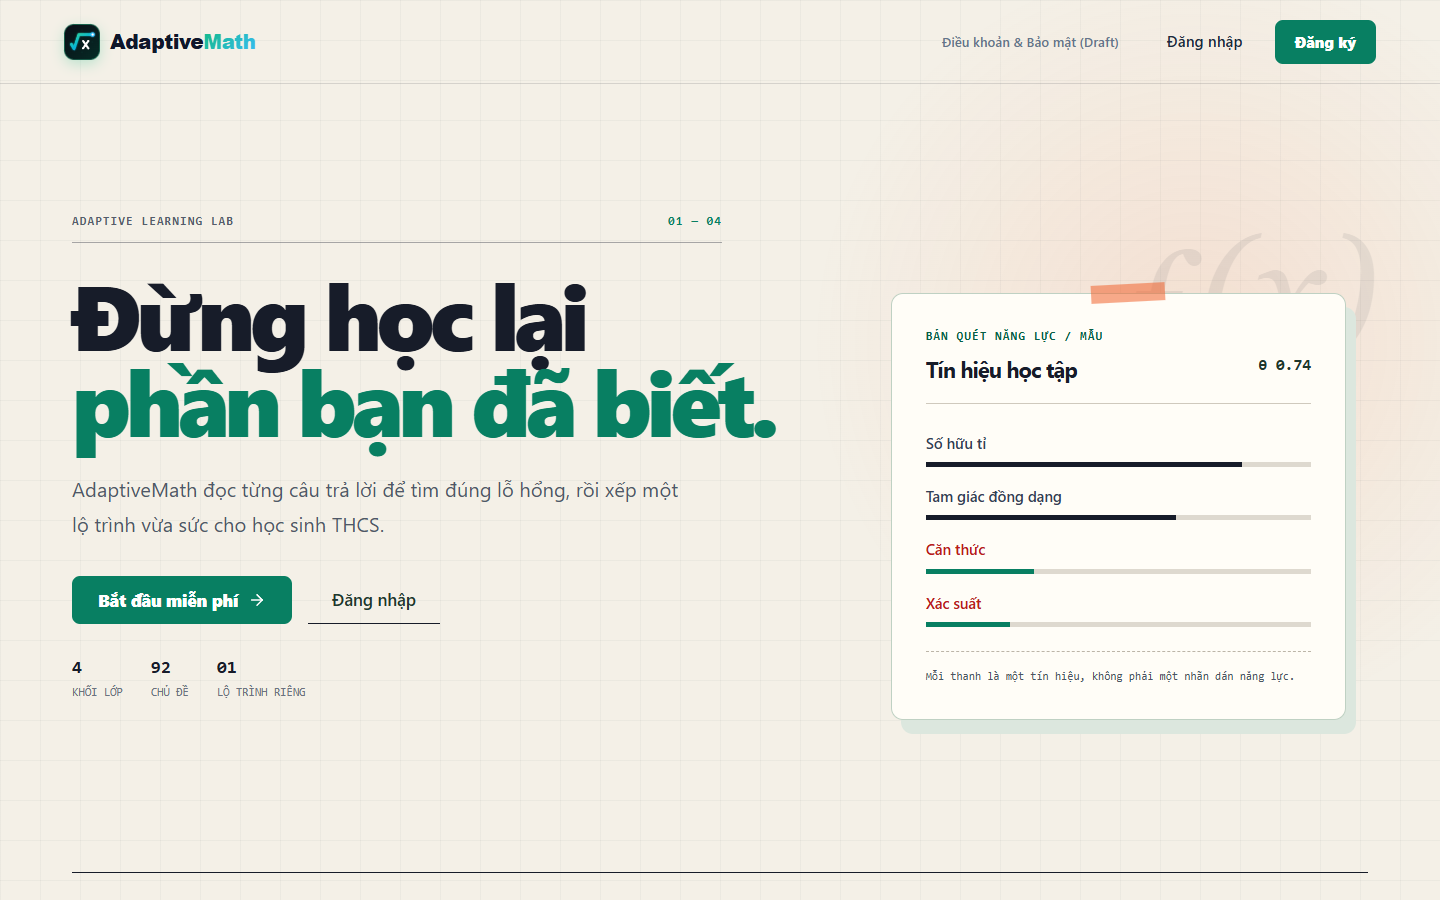 AdaptiveMath
Điều khoản & Bảo mật (Draft)
Đăng nhập
Đăng ký
ADAPTIVE LEARNING LAB
01 — 04
Đừng học lại
phần bạn đã biết.
AdaptiveMath đọc từng câu trả lời để tìm đúng lỗ hổng, rồi xếp một
lộ trình vừa sức cho học sinh THCS.
Bắt đầu miễn phí →
Đăng nhập
4
KHỐI LỚP
92
CHỦ ĐỀ
01
LỘ TRÌNH RIÊNG
f(x)
BẢN QUÉT NĂNG LỰC / MẪU
Tín hiệu học tập
θ 0.74
Số hữu tỉ
Tam giác đồng dạng
Căn thức
Xác suất
Mỗi thanh là một tín hiệu, không phải một nhãn dán năng lực.